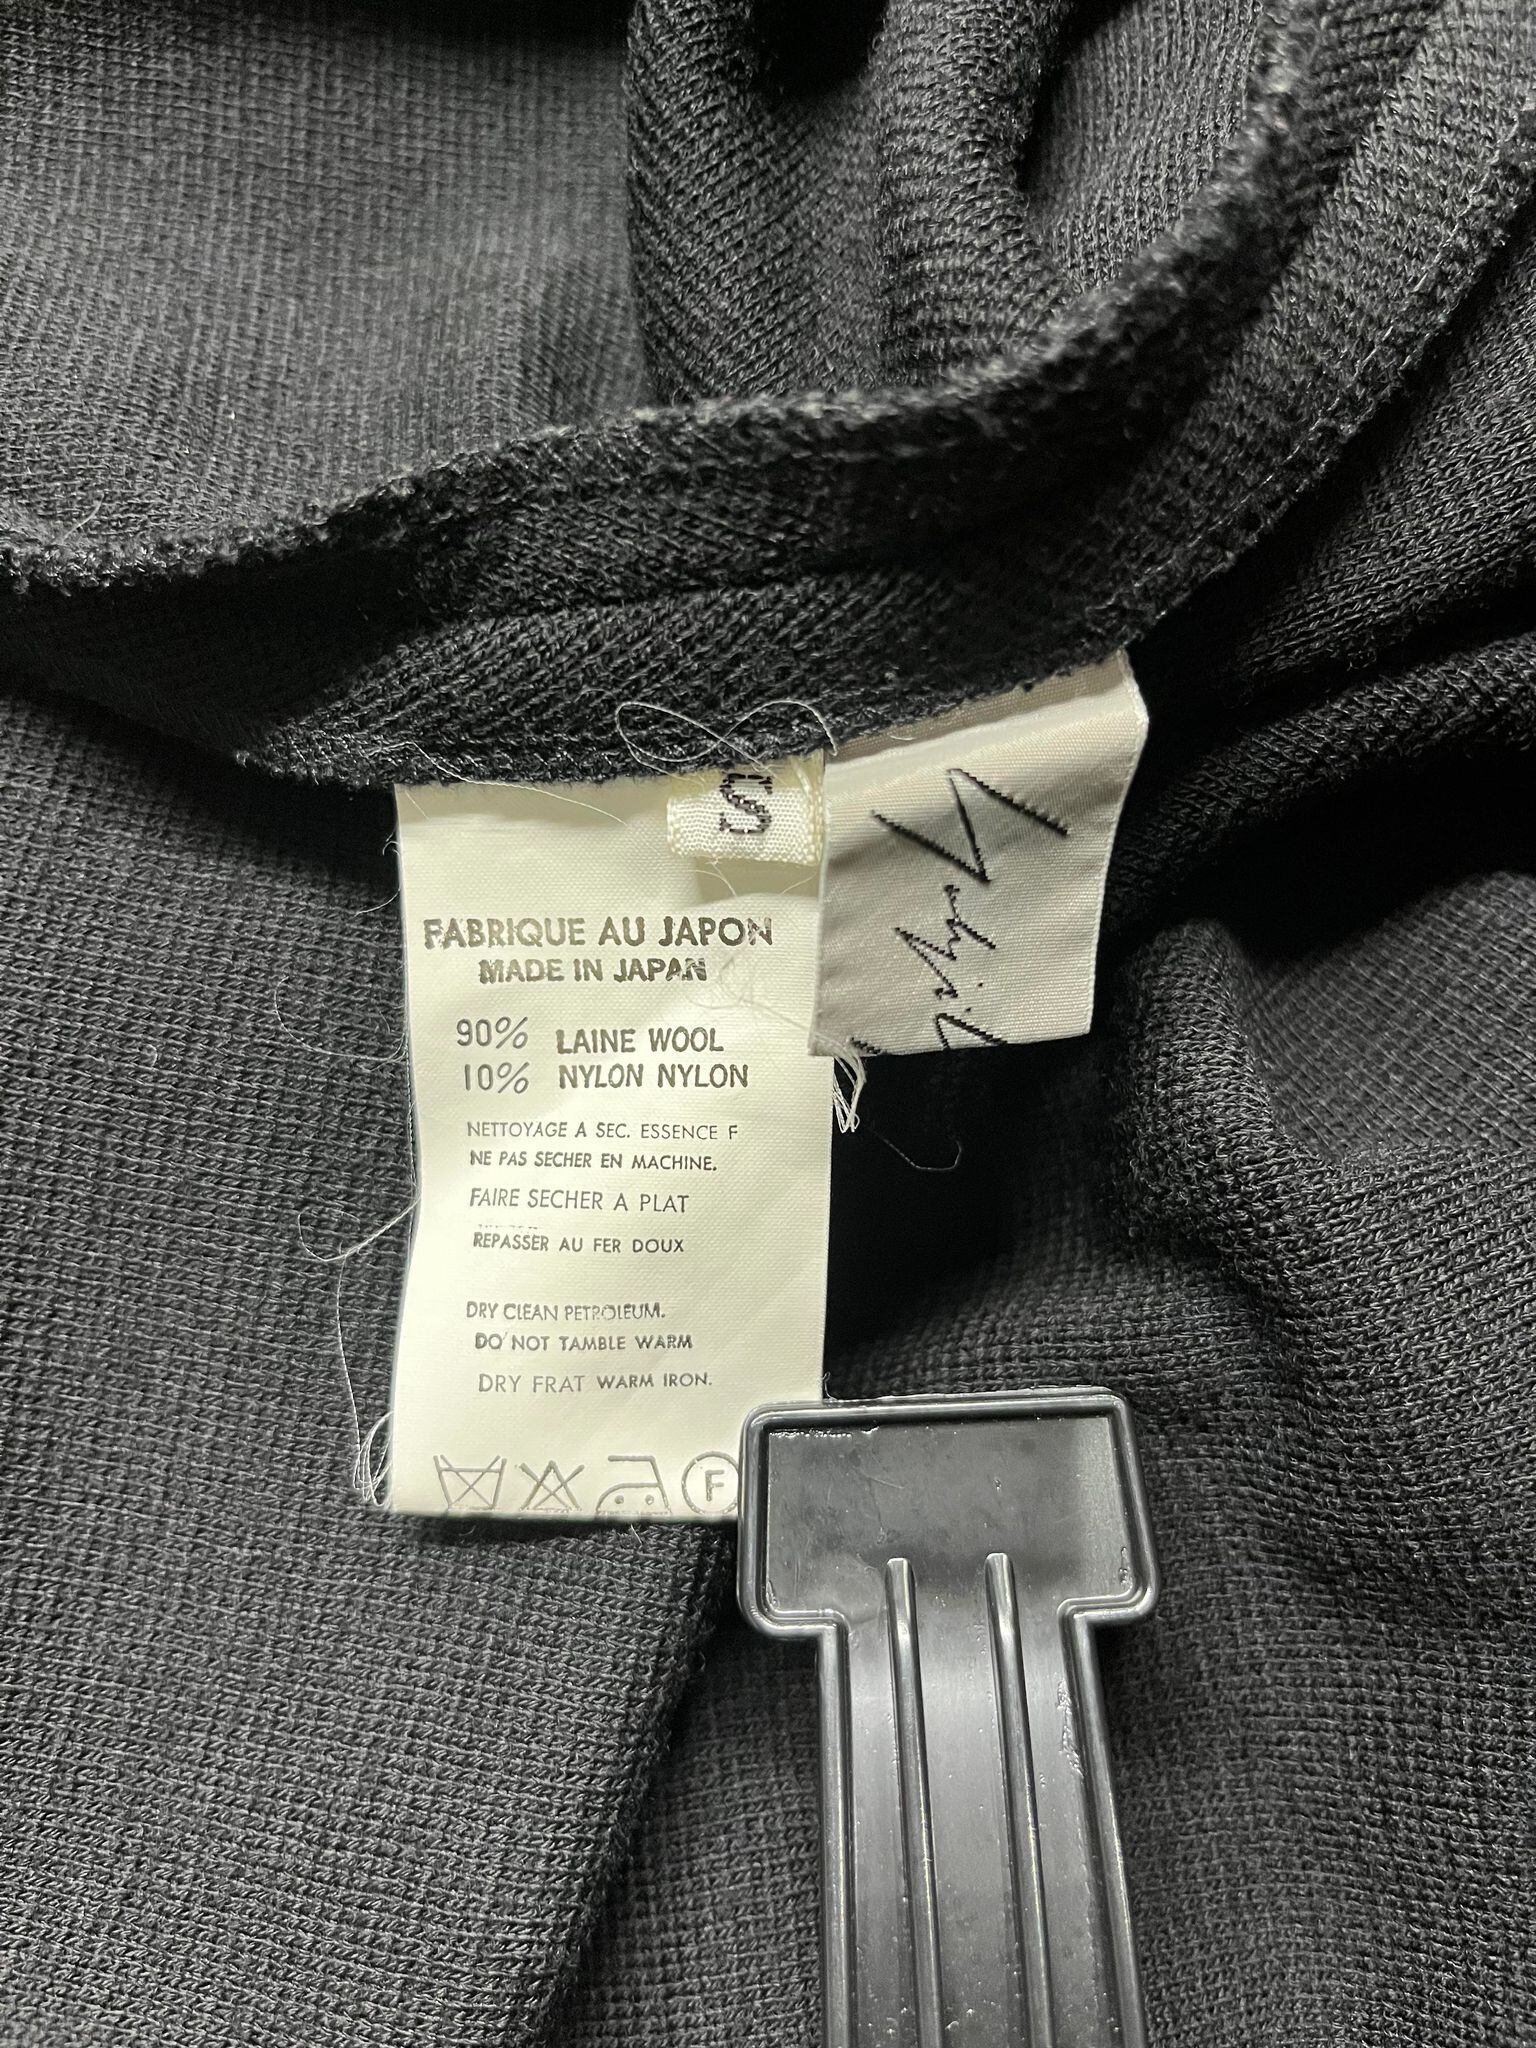 S
Yohji Y
FABRIQUE AU JAPON
MADE IN JAPAN
90% LAINE WOOL
10% NYLON NYLON
NETTOYAGE A SEC. ESSENCE F
NE PAS SECHER EN MACHINE.
FAIRE SECHER A PLAT
REPASSER AU FER DOUX
DRY CLEAN PETROLEUM.
DO NOT TAMBLE WARM
DRY FRAT WARM IRON.
F